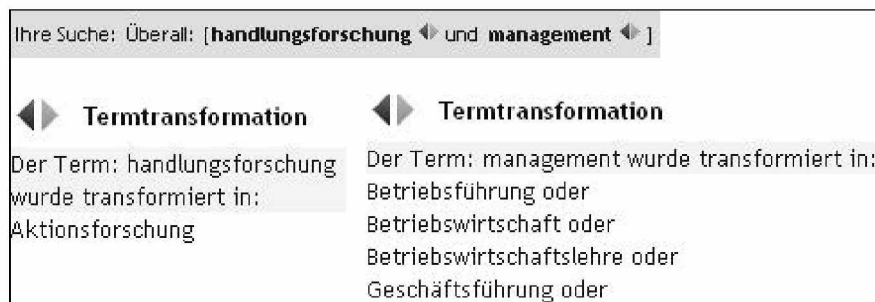 Ihre Suche: Überall: [handlungsforschung und management ]
Termtransformation
Der Term: handlungsforschung
wurde transformiert in:
Aktionsforschung
Termtransformation
Der Term: management wurde transformiert in:
Betriebsführung oder
Betriebswirtschaft oder
Betriebswirtschaftslehre oder
Geschäftsführung oder